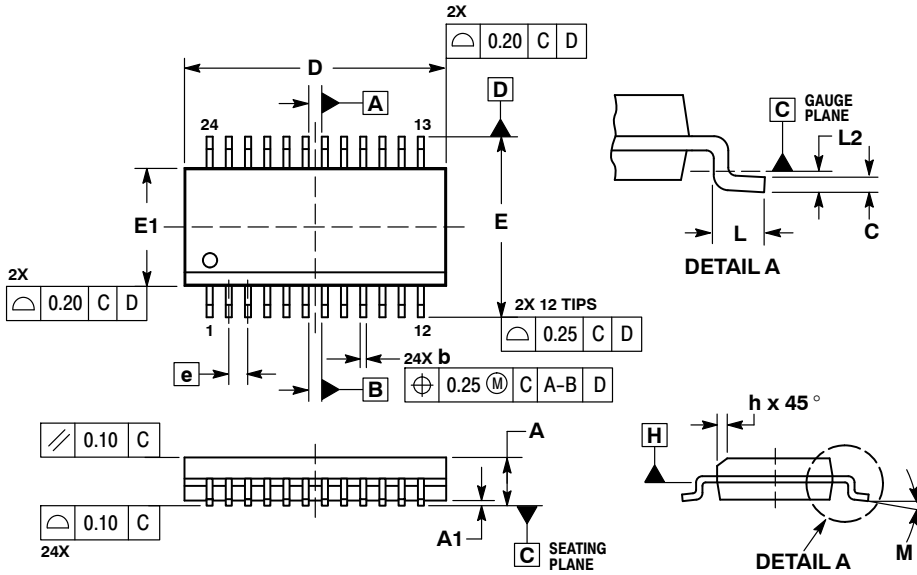 2X
⌓ 0.20 C D
D
A
D
24
13
C GAUGE
PLANE
L2
E1
E
L
C
DETAIL A
2X
⌓ 0.20 C D
1
12
2X 12 TIPS
⌓ 0.25 C D
e
24X b
B
⌖ 0.25 Ⓜ C A–B D
h x 45 °
⫽ 0.10 C
A
H
⌓ 0.10 C
24X
A1
C SEATING
PLANE
DETAIL A
M